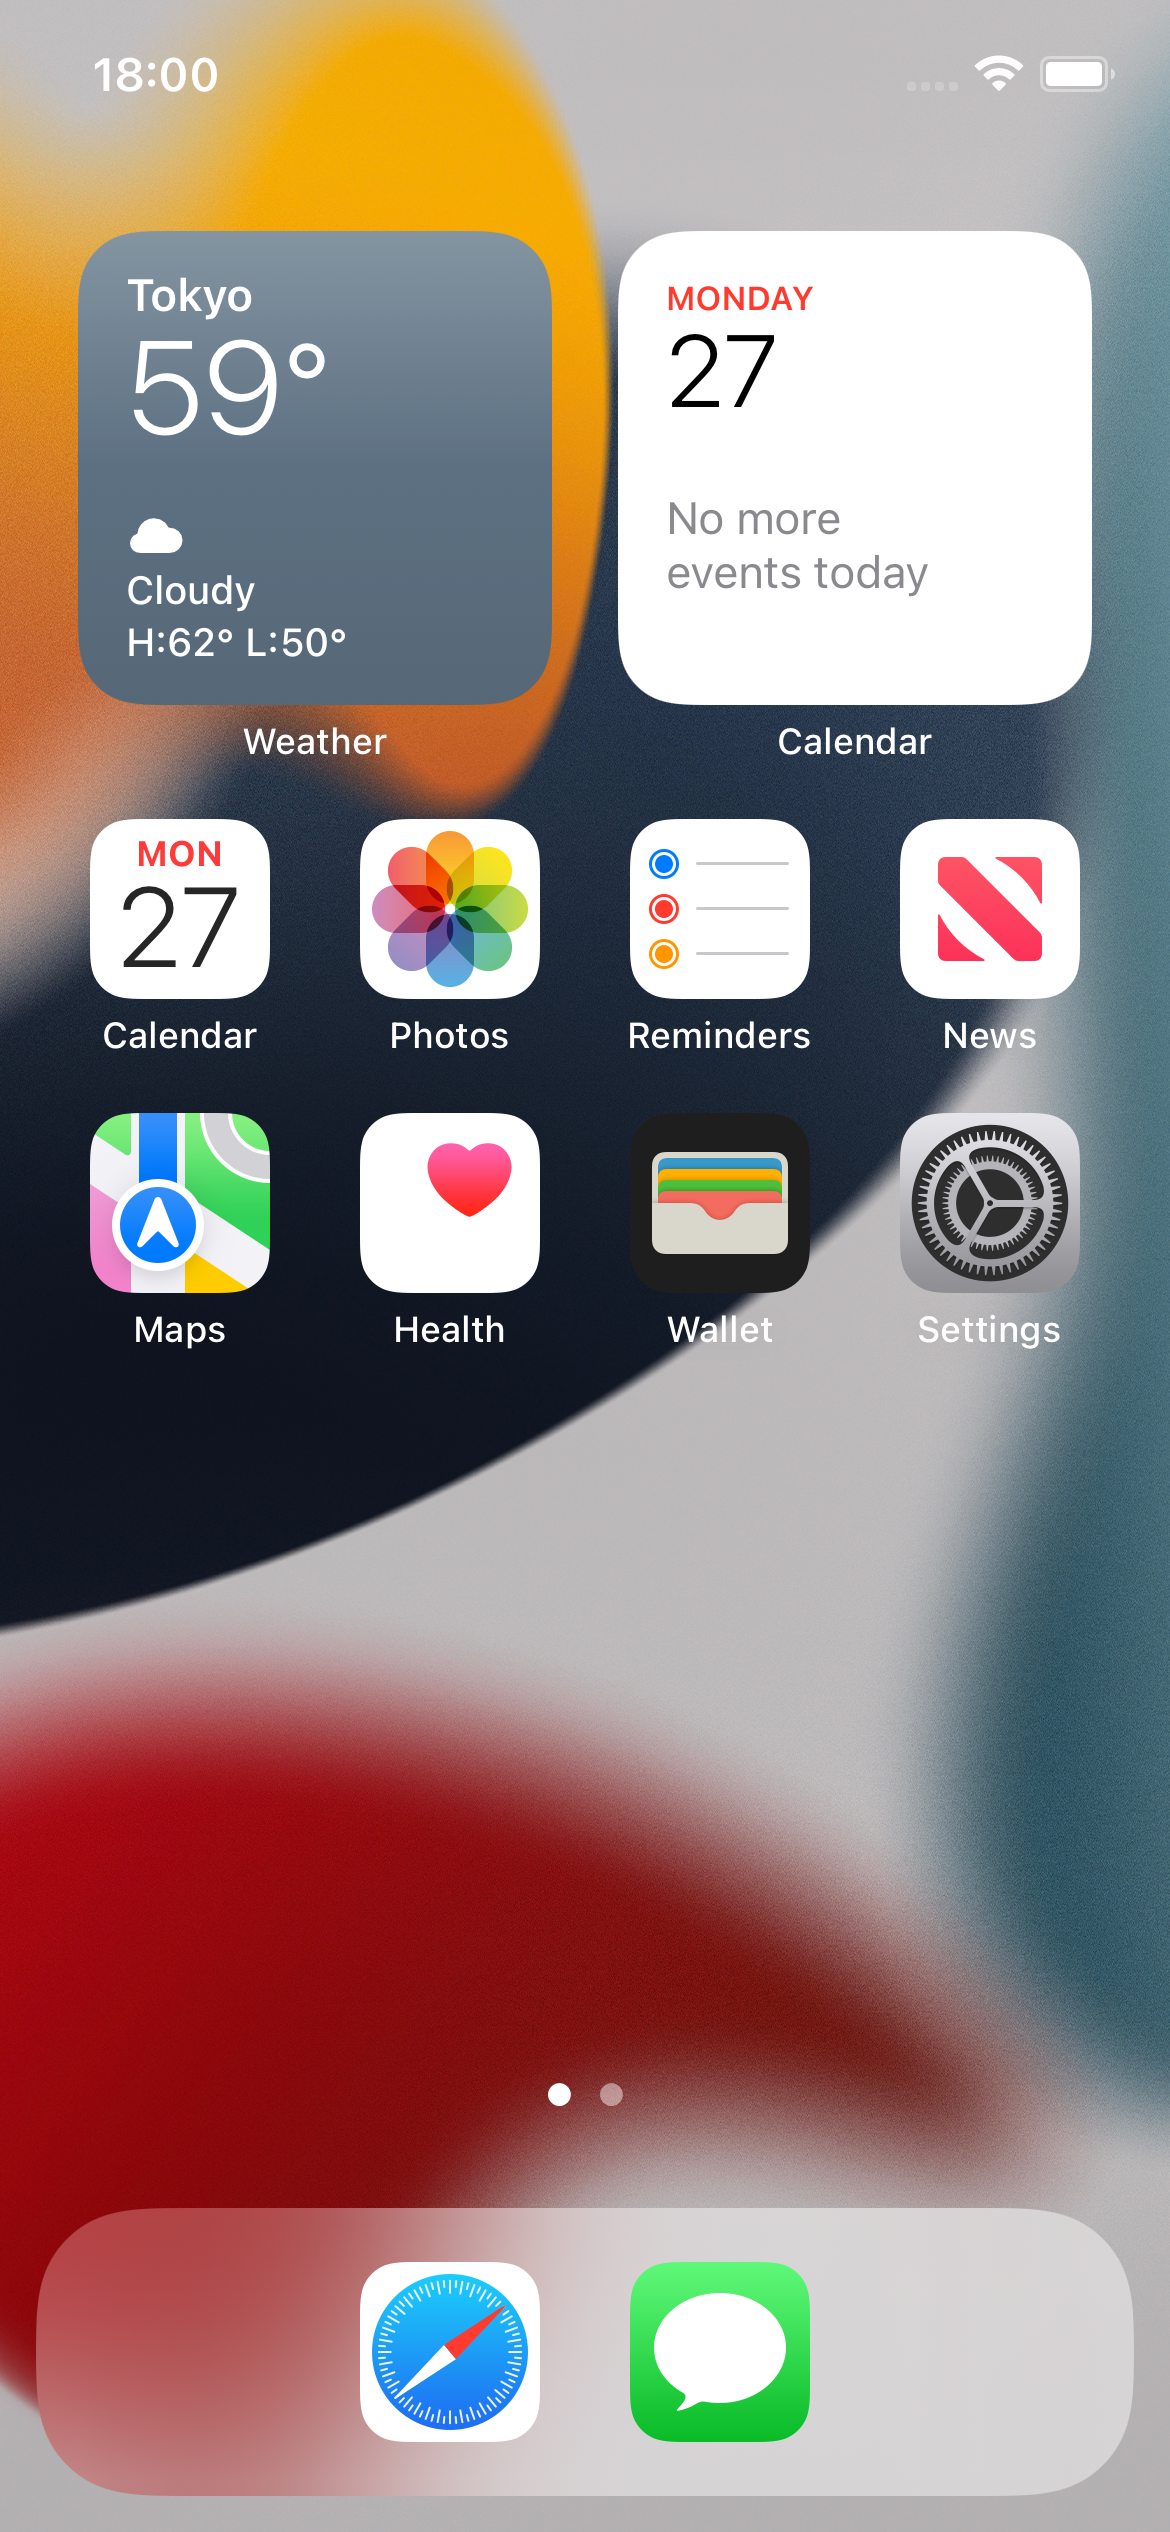 18:00
Tokyo
59°
Cloudy
H:62° L:50°
Weather
MONDAY
27
No more
events today
Calendar
MON
27
Calendar
Photos
Reminders
News
Maps
Health
Wallet
Settings